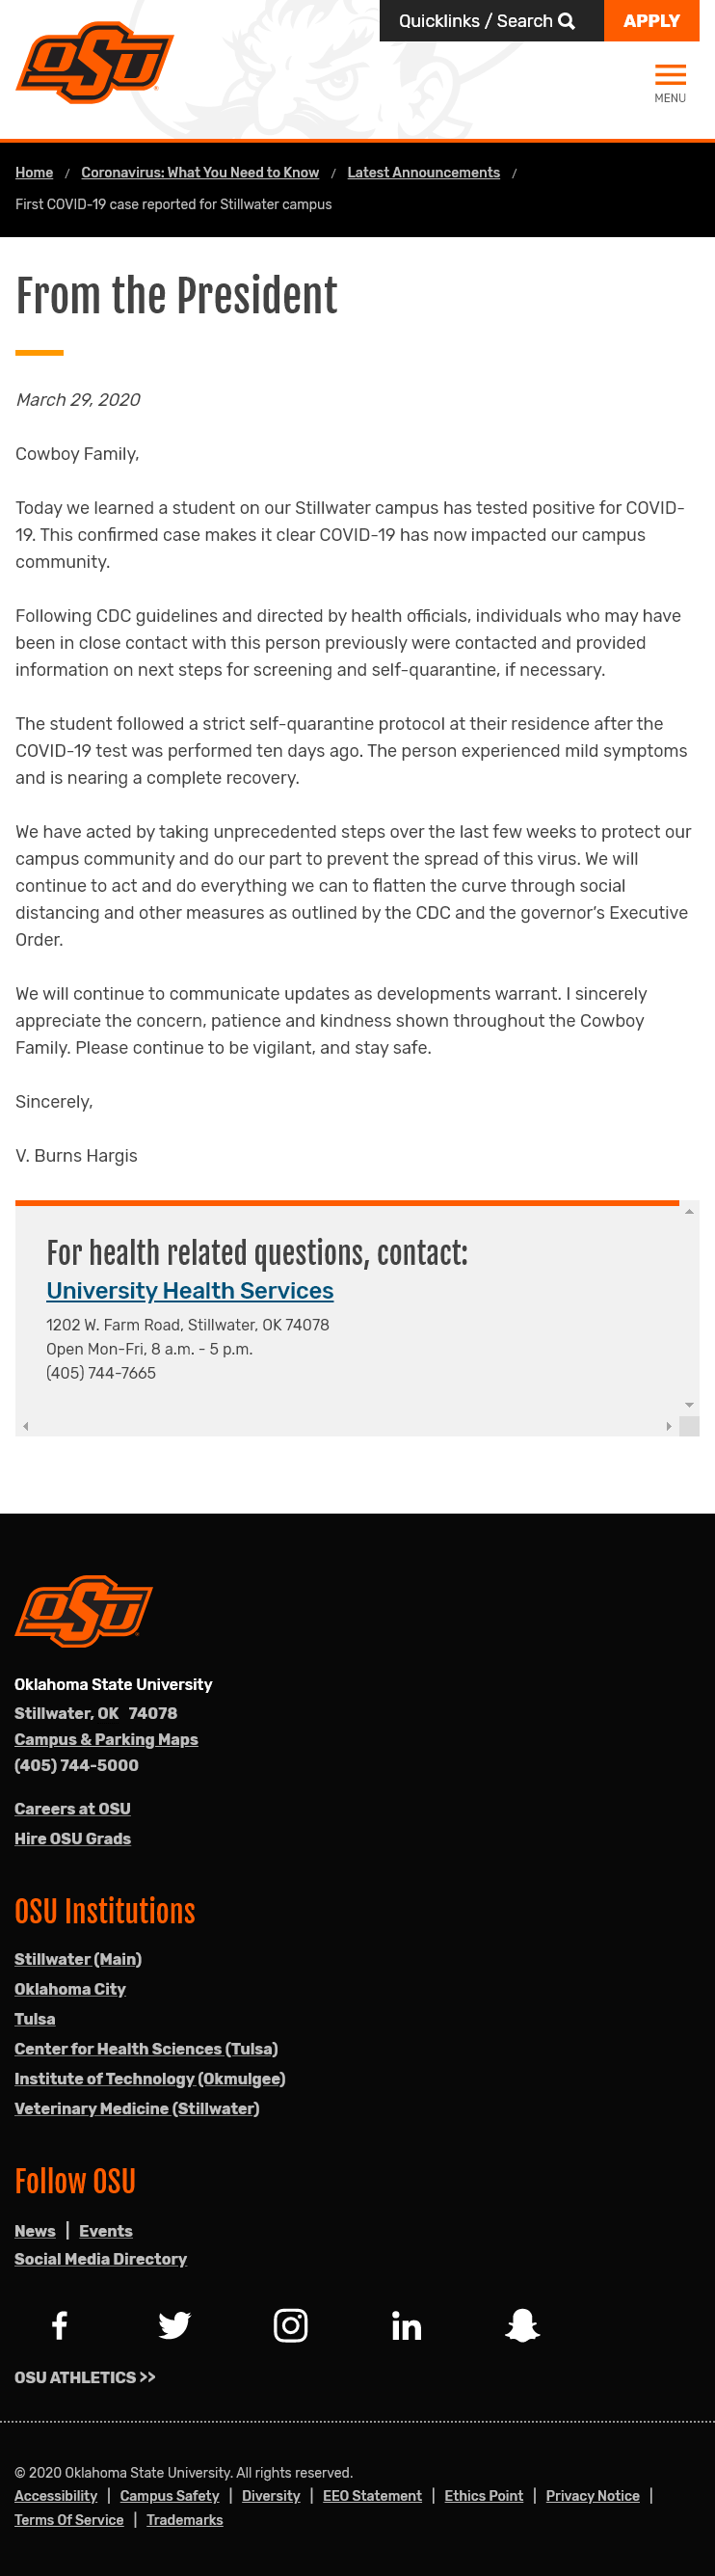 Quicklinks / Search APPLY
OSU
MENU
Home / Coronavirus: What You Need to Know / Latest Announcements /
First COVID-19 case reported for Stillwater campus
From the President
March 29, 2020
Cowboy Family,
Today we learned a student on our Stillwater campus has tested positive for COVID-
19. This confirmed case makes it clear COVID-19 has now impacted our campus
community.
Following CDC guidelines and directed by health officials, individuals who may have
been in close contact with this person previously were contacted and provided
information on next steps for screening and self-quarantine, if necessary.
The student followed a strict self-quarantine protocol at their residence after the
COVID-19 test was performed ten days ago. The person experienced mild symptoms
and is nearing a complete recovery.
We have acted by taking unprecedented steps over the last few weeks to protect our
campus community and do our part to prevent the spread of this virus. We will
continue to act and do everything we can to flatten the curve through social
distancing and other measures as outlined by the CDC and the governor’s Executive
Order.
We will continue to communicate updates as developments warrant. I sincerely
appreciate the concern, patience and kindness shown throughout the Cowboy
Family. Please continue to be vigilant, and stay safe.
Sincerely,
V. Burns Hargis
For health related questions, contact:
University Health Services
1202 W. Farm Road, Stillwater, OK 74078
Open Mon-Fri, 8 a.m. - 5 p.m.
(405) 744-7665
OSU
Oklahoma State University
Stillwater, OK 74078
Campus & Parking Maps
(405) 744-5000
Careers at OSU
Hire OSU Grads
OSU Institutions
Stillwater (Main)
Oklahoma City
Tulsa
Center for Health Sciences (Tulsa)
Institute of Technology (Okmulgee)
Veterinary Medicine (Stillwater)
Follow OSU
News | Events
Social Media Directory
OSU ATHLETICS >>
© 2020 Oklahoma State University. All rights reserved.
Accessibility | Campus Safety | Diversity | EEO Statement | Ethics Point | Privacy Notice |
Terms Of Service | Trademarks